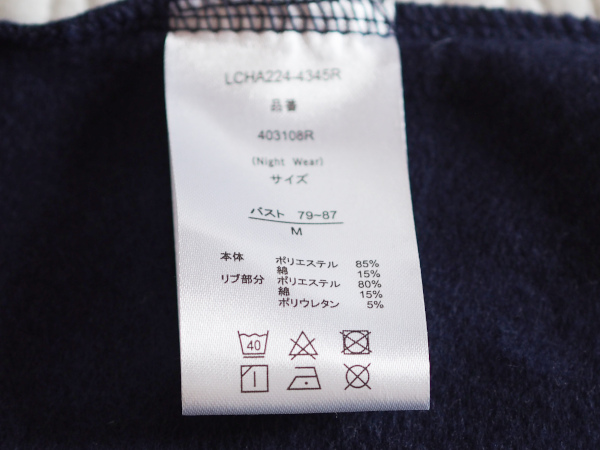 LCHA224-4345R
品番
403108R
(Night Wear)
サイズ
バスト 79~87
M
本体 ポリエステル 85%
綿 15%
リブ部分 ポリエステル 80%
綿 15%
ポリウレタン 5%
40